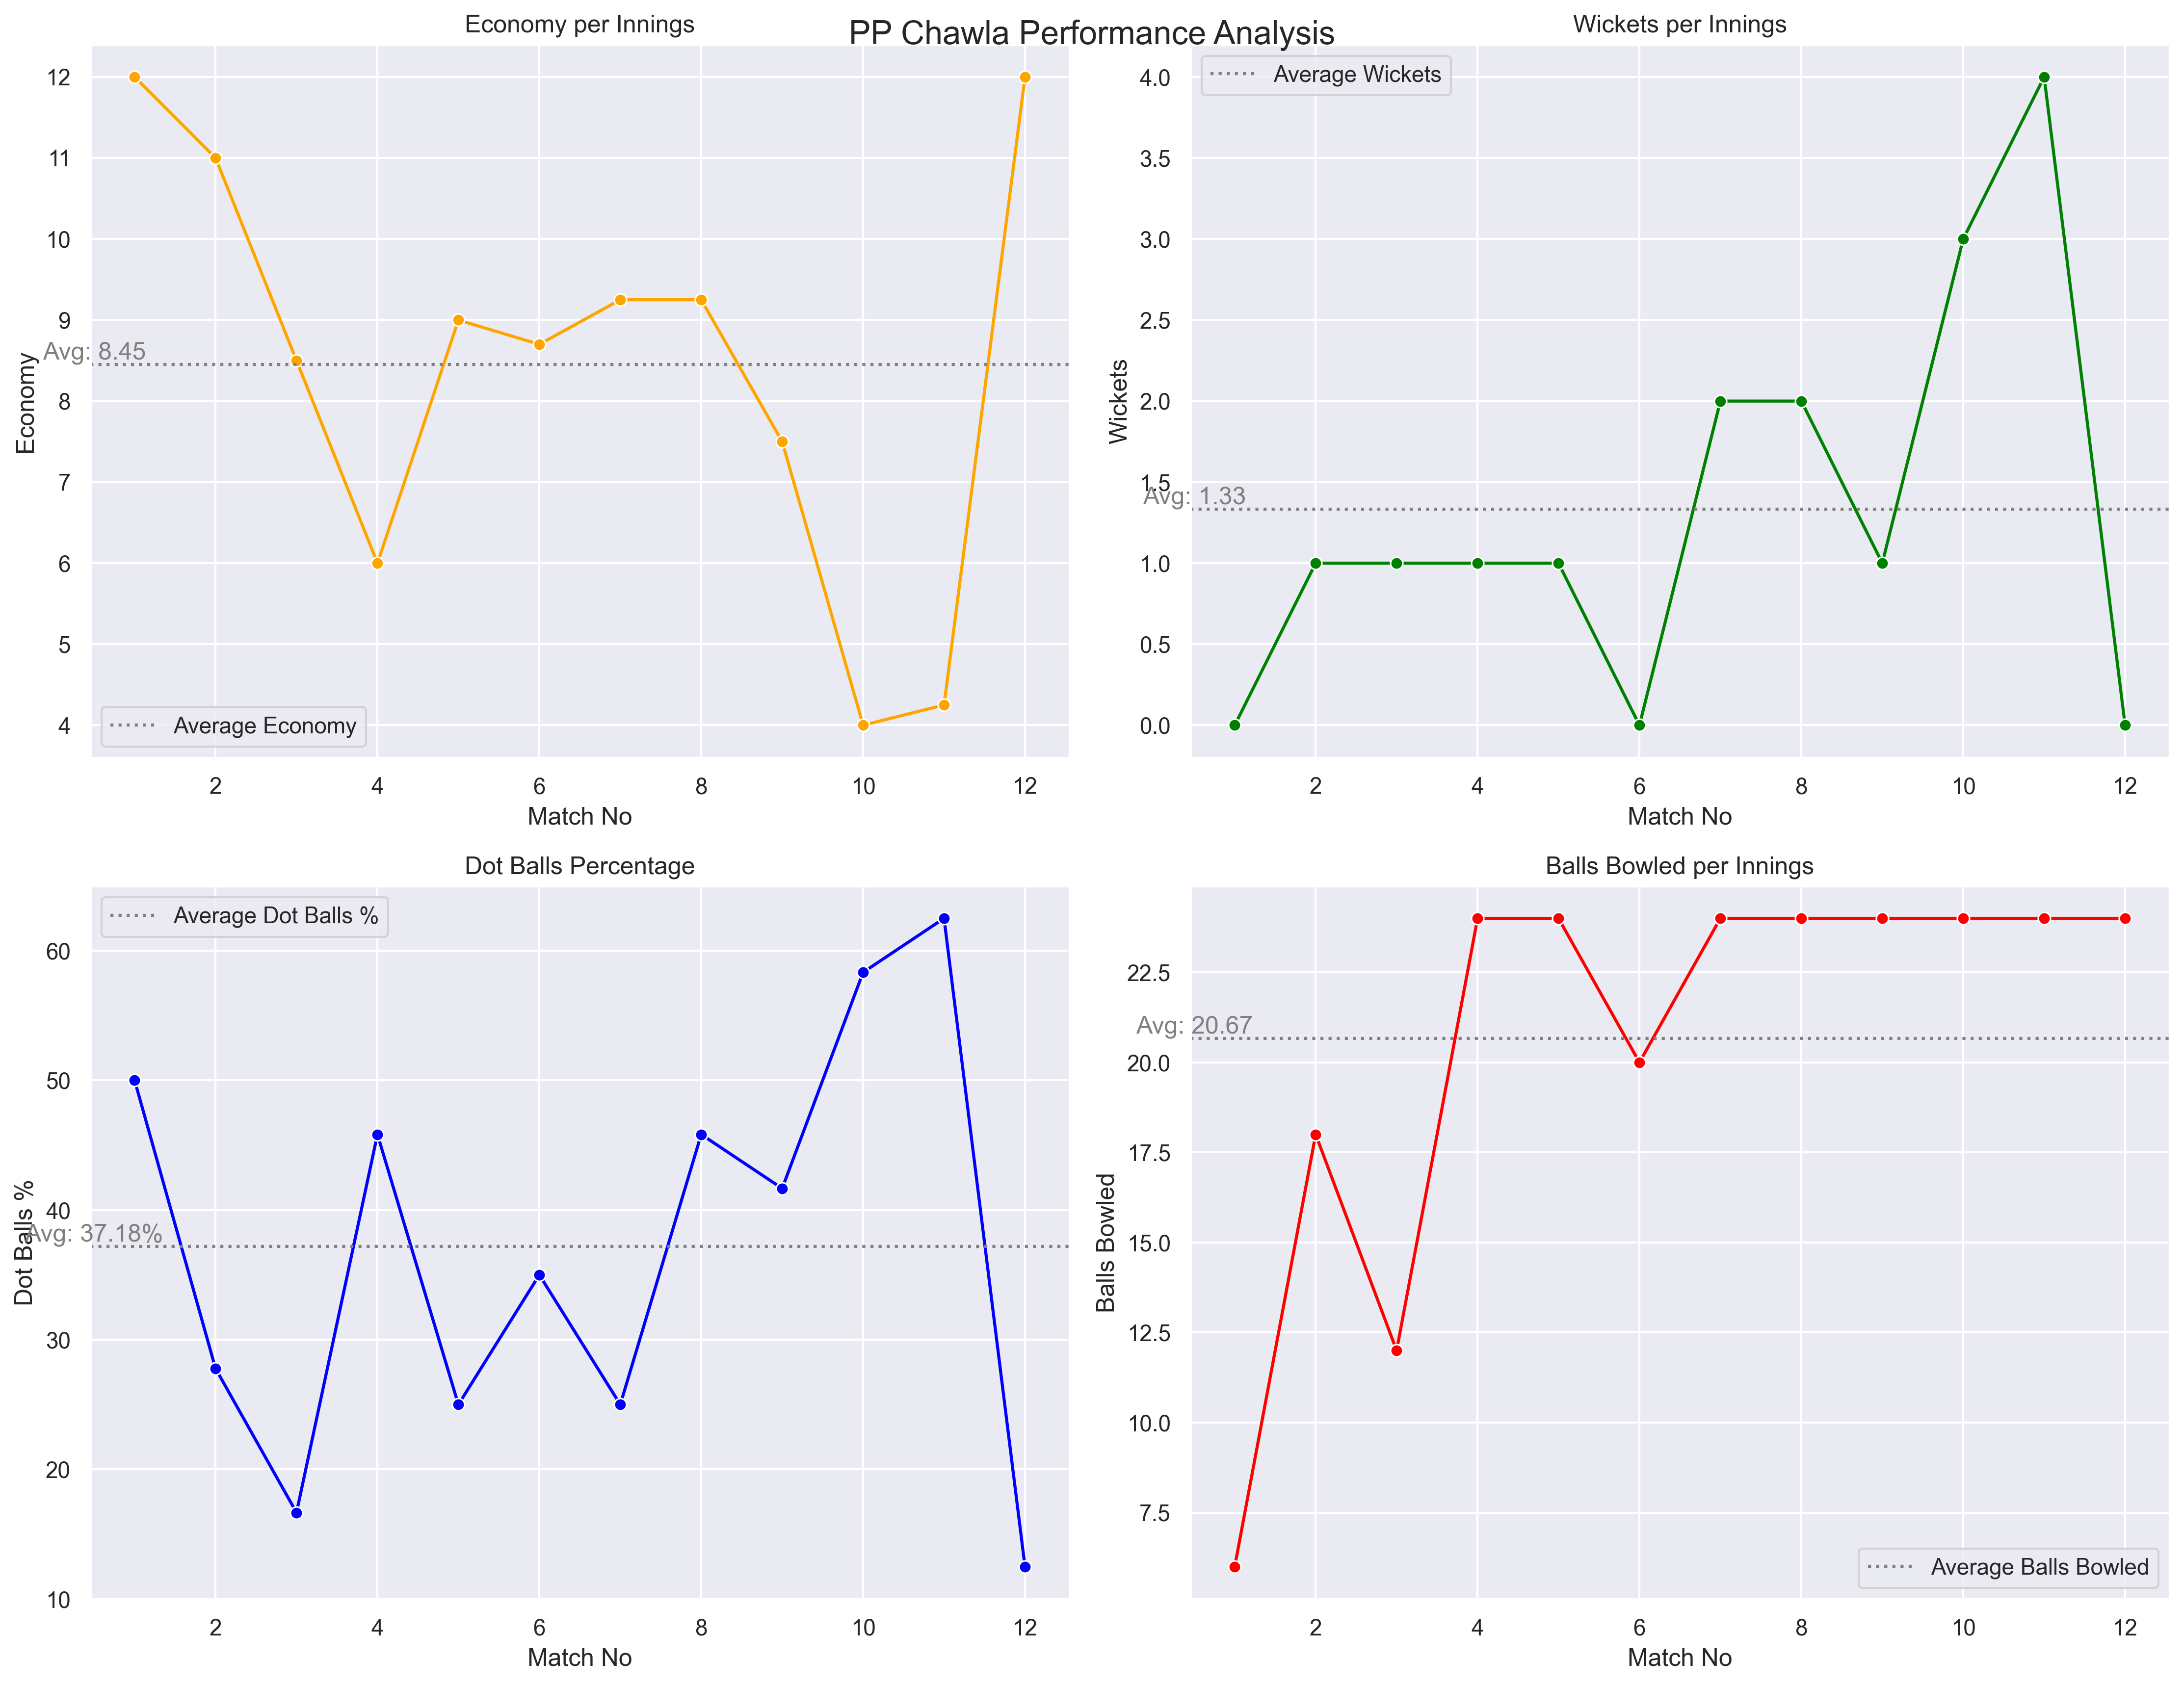 PP Chawla Performance Analysis
Economy per Innings
12
11
10
9
8
7
6
5
4
Economy
Avg: 8.45
Average Economy
2 4 6 8 10 12
Match No
Wickets per Innings
Average Wickets
4.0
3.5
3.0
2.5
2.0
1.5
1.0
0.5
0.0
Wickets
Avg: 1.33
2 4 6 8 10 12
Match No
Dot Balls Percentage
Average Dot Balls %
60
50
40
30
20
10
Dot Balls %
Avg: 37.18%
2 4 6 8 10 12
Match No
Balls Bowled per Innings
22.5
20.0
17.5
15.0
12.5
10.0
7.5
Balls Bowled
Avg: 20.67
Average Balls Bowled
2 4 6 8 10 12
Match No